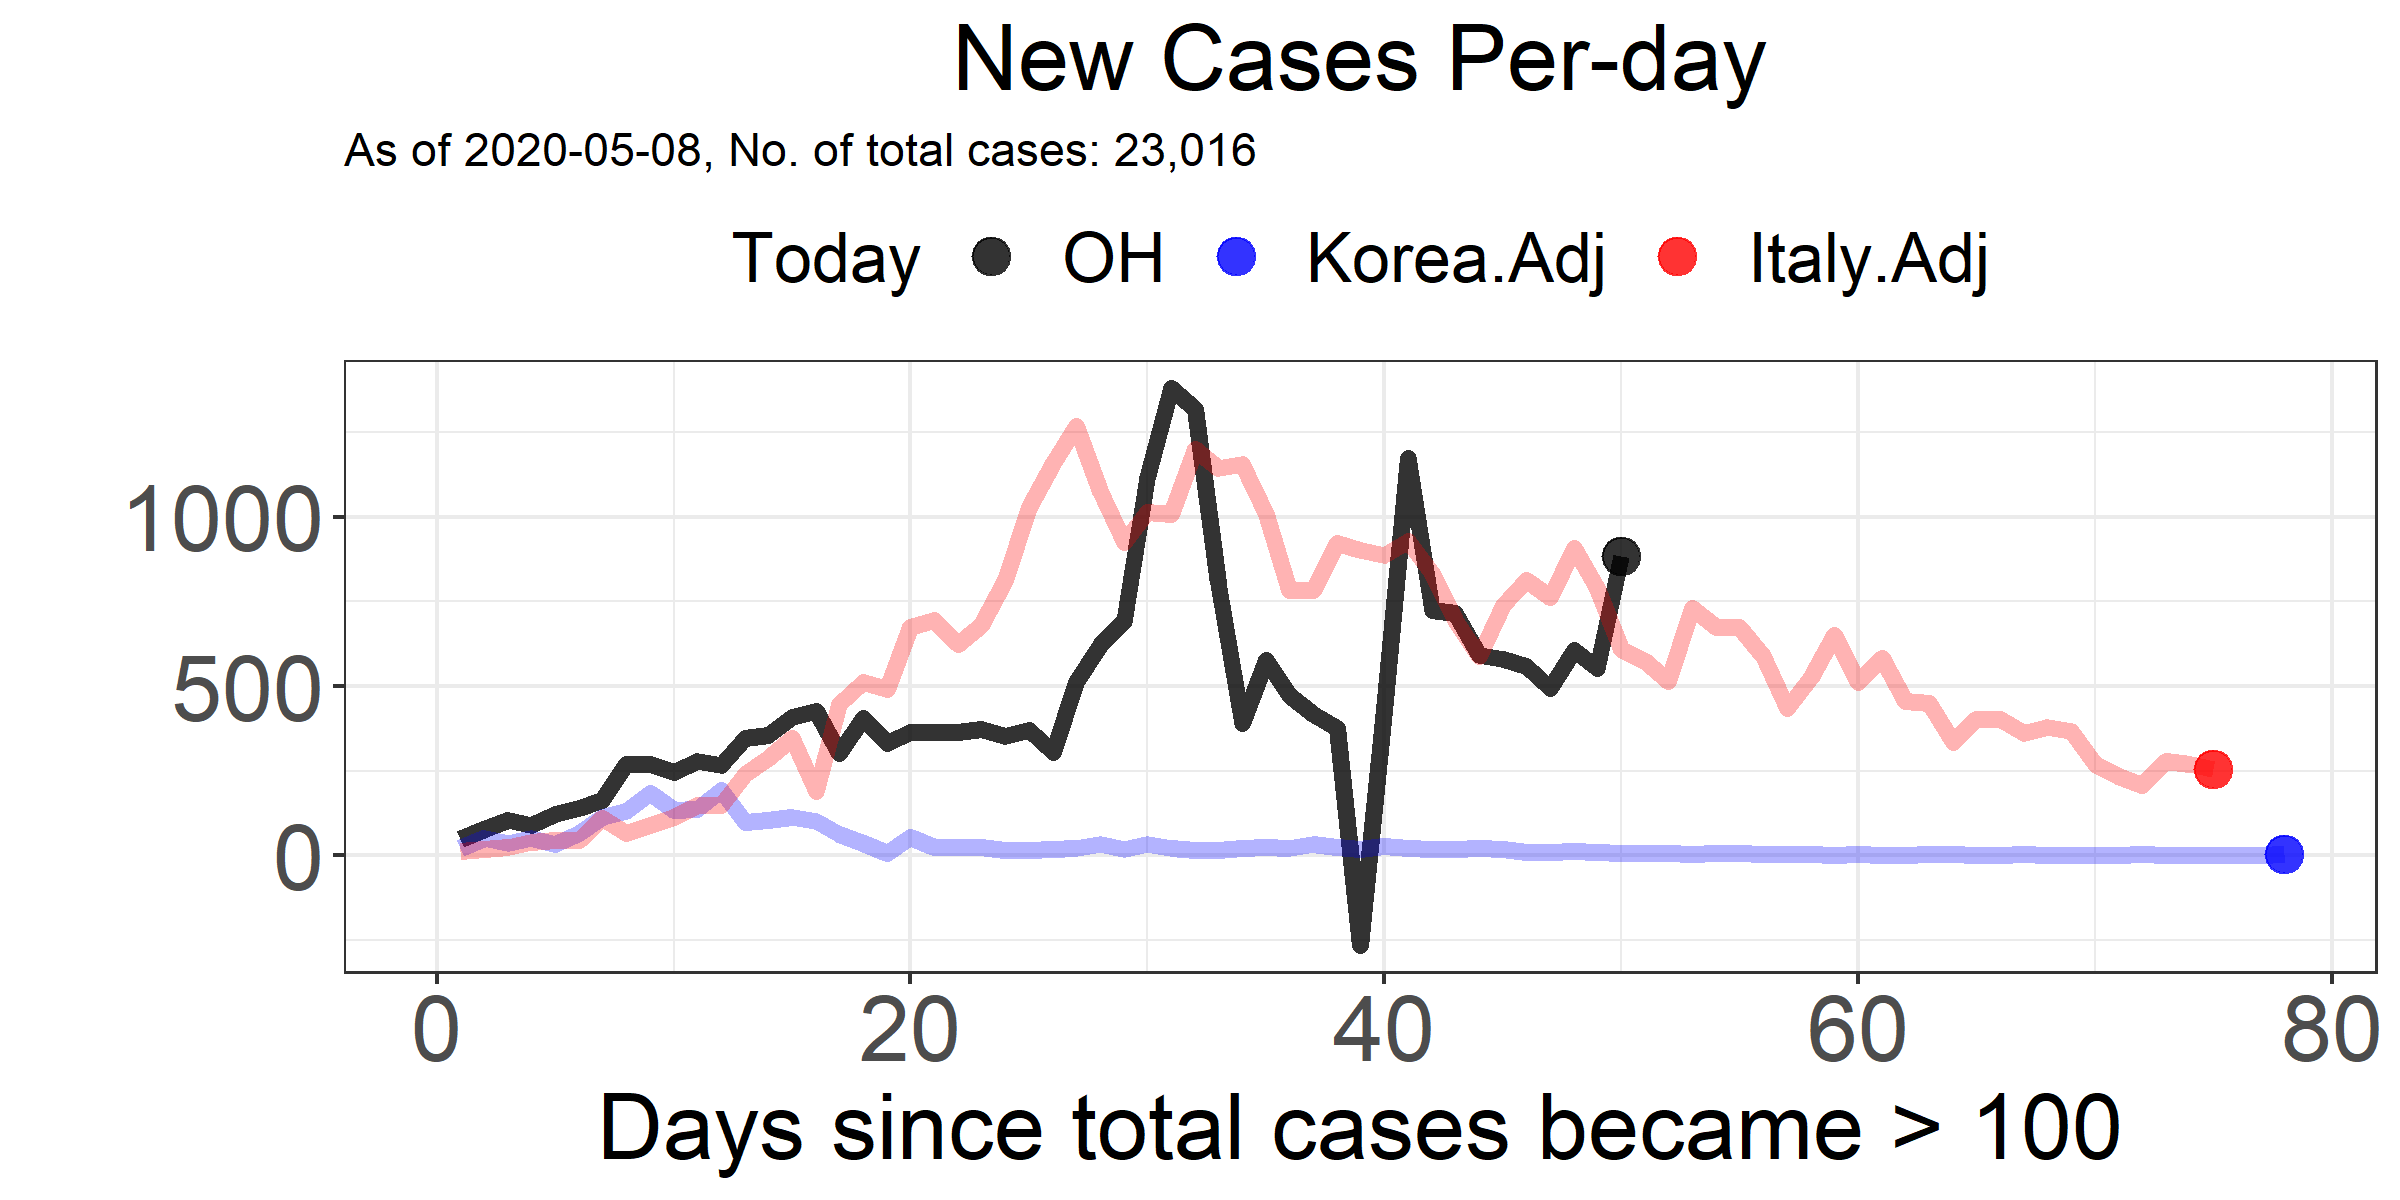 New Cases Per-day
As of 2020-05-08, No. of total cases: 23,016
Today OH Korea.Adj Italy.Adj
1000
500
0
0 20 40 60 80
Days since total cases became > 100